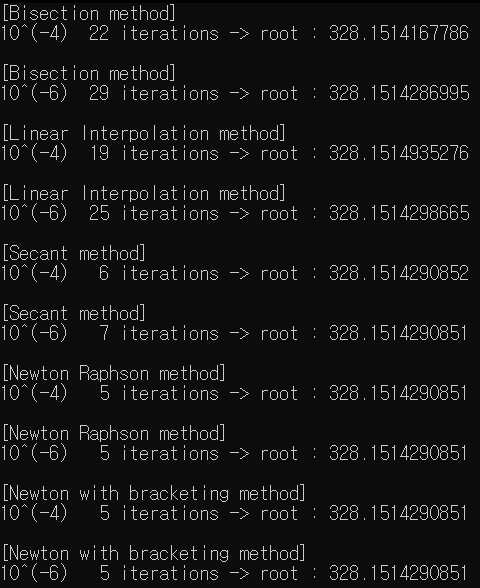 [Bisection method]
10^(-4)  22 iterations -> root : 328.1514167786
[Bisection method]
10^(-6)  29 iterations -> root : 328.1514286995
[Linear Interpolation method]
10^(-4)  19 iterations -> root : 328.1514935276
[Linear Interpolation method]
10^(-6)  25 iterations -> root : 328.1514298665
[Secant method]
10^(-4)   6 iterations -> root : 328.1514290852
[Secant method]
10^(-6)   7 iterations -> root : 328.1514290851
[Newton Raphson method]
10^(-4)   5 iterations -> root : 328.1514290851
[Newton Raphson method]
10^(-6)   5 iterations -> root : 328.1514290851
[Newton with bracketing method]
10^(-4)   5 iterations -> root : 328.1514290851
[Newton with bracketing method]
10^(-6)   5 iterations -> root : 328.1514290851